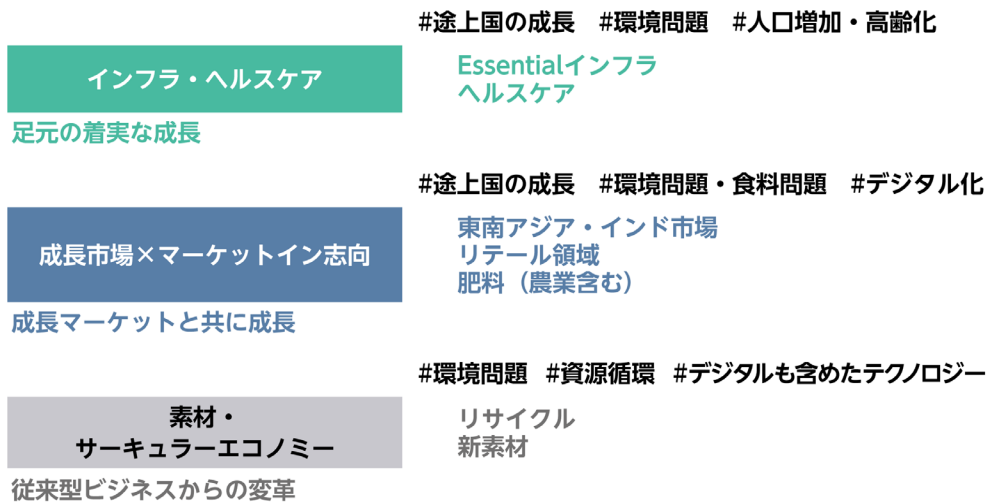 #途上国の成長 #環境問題 #人口増加・高齢化
インフラ・ヘルスケア
Essentialインフラ
ヘルスケア
足元の着実な成長
#途上国の成長 #環境問題・食料問題 #デジタル化
成長市場×マーケットイン志向
東南アジア・インド市場
リテール領域
肥料（農業含む）
成長マーケットと共に成長
#環境問題 #資源循環 #デジタルも含めたテクノロジー
素材・
サーキュラーエコノミー
リサイクル
新素材
従来型ビジネスからの変革